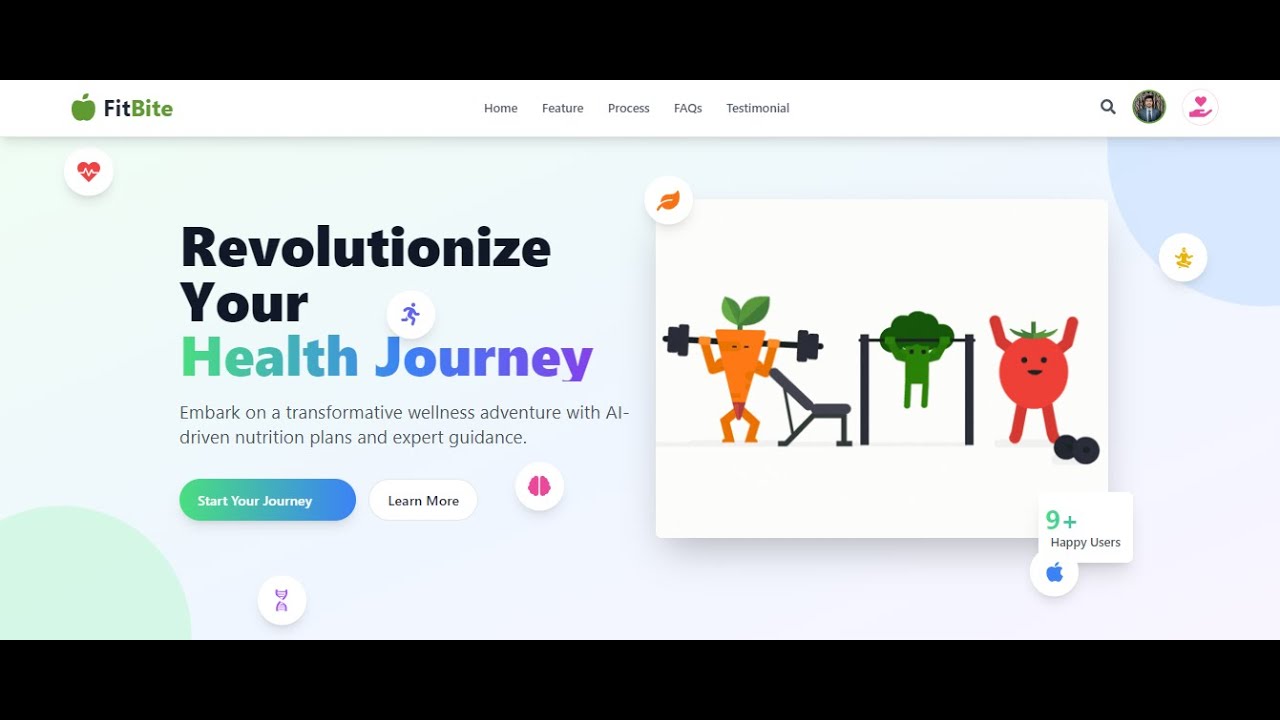 FitBite
Home
Feature
Process
FAQs
Testimonial
Revolutionize
Your
Health Journey
Embark on a transformative wellness adventure with AI-
driven nutrition plans and expert guidance.
Start Your Journey
Learn More
9+
Happy Users